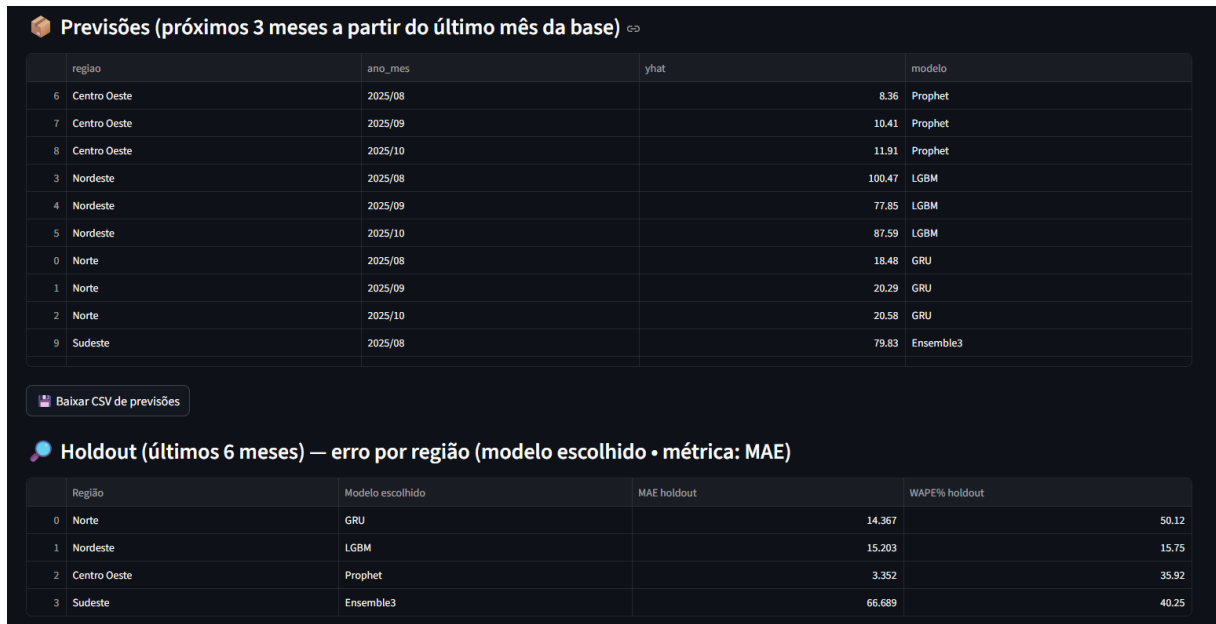 Previsões (próximos 3 meses a partir do último mês da base)
regiao ano_mes yhat modelo
6 Centro Oeste 2025/08 8.36 Prophet
7 Centro Oeste 2025/09 10.41 Prophet
8 Centro Oeste 2025/10 11.91 Prophet
3 Nordeste 2025/08 100.47 LGBM
4 Nordeste 2025/09 77.85 LGBM
5 Nordeste 2025/10 87.59 LGBM
0 Norte 2025/08 18.48 GRU
1 Norte 2025/09 20.29 GRU
2 Norte 2025/10 20.58 GRU
9 Sudeste 2025/08 79.83 Ensemble3
Baixar CSV de previsões
Holdout (últimos 6 meses) — erro por região (modelo escolhido • métrica: MAE)
Região Modelo escolhido MAE holdout WAPE% holdout
0 Norte GRU 14.367 50.12
1 Nordeste LGBM 15.203 15.75
2 Centro Oeste Prophet 3.352 35.92
3 Sudeste Ensemble3 66.689 40.25